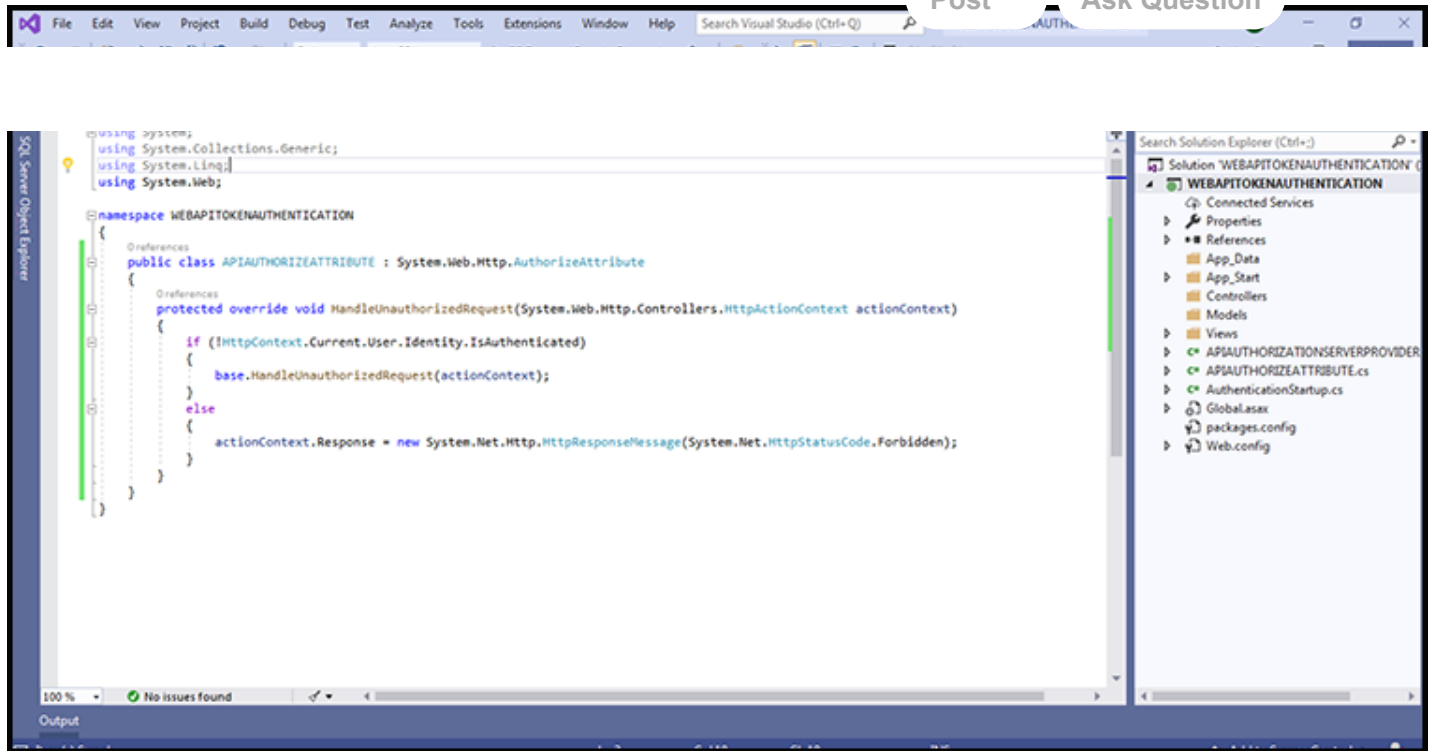 Post Ask Question
File Edit View Project Build Debug Test Analyze Tools Extensions Window Help Search Visual Studio (Ctrl+Q)
SQL Server Object Explorer
using System;
using System.Collections.Generic;
using System.Linq;
using System.Web;
namespace WEBAPITOKENAUTHENTICATION
{
0 references
public class APIAUTHORIZEATTRIBUTE : System.Web.Http.AuthorizeAttribute
{
0 references
protected override void HandleUnauthorizedRequest(System.Web.Http.Controllers.HttpActionContext actionContext)
{
if (!HttpContext.Current.User.Identity.IsAuthenticated)
{
base.HandleUnauthorizedRequest(actionContext);
}
else
{
actionContext.Response = new System.Net.Http.HttpResponseMessage(System.Net.HttpStatusCode.Forbidden);
}
}
}
}
100 % No issues found
Output
Search Solution Explorer (Ctrl+;)
Solution 'WEBAPITOKENAUTHENTICATION' (
WEBAPITOKENAUTHENTICATION
Connected Services
Properties
References
App_Data
App_Start
Controllers
Models
Views
C# APIAUTHORIZATIONSERVERPROVIDER
C# APIAUTHORIZEATTRIBUTE.cs
C# AuthenticationStartup.cs
Global.asax
packages.config
Web.config